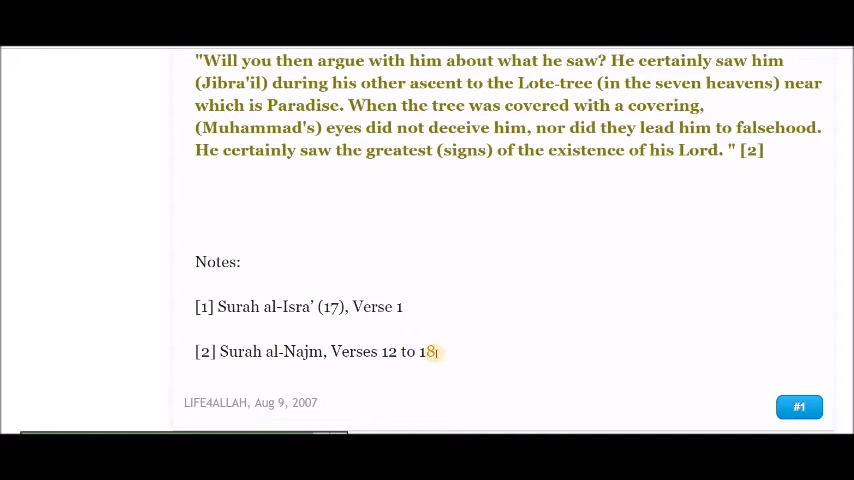 "Will you then argue with him about what he saw? He certainly saw him
(Jibra'il) during his other ascent to the Lote-tree (in the seven heavens) near
which is Paradise. When the tree was covered with a covering,
(Muhammad's) eyes did not deceive him, nor did they lead him to falsehood.
He certainly saw the greatest (signs) of the existence of his Lord. " [2]
Notes:
[1] Surah al-Isra’ (17), Verse 1
[2] Surah al-Najm, Verses 12 to 18
LIFE4ALLAH, Aug 9, 2007
#1